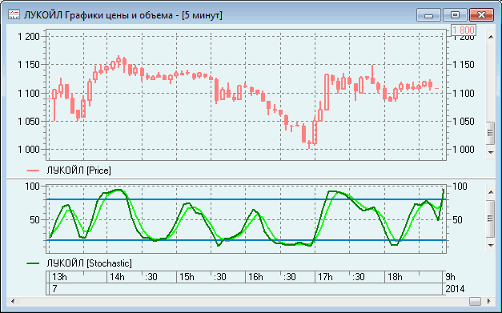 ЛУКОЙЛ Графики цены и объема - [5 минут]
1 800
1 200 1 200
1 150 1 150
1 100 1 100
1 050 1 050
1 000 1 000
ЛУКОЙЛ [Price]
100 100
50 50
ЛУКОЙЛ [Stochastic]
13h 14h :30 15h :30 16h :30 17h :30 18h 9h
7 2014